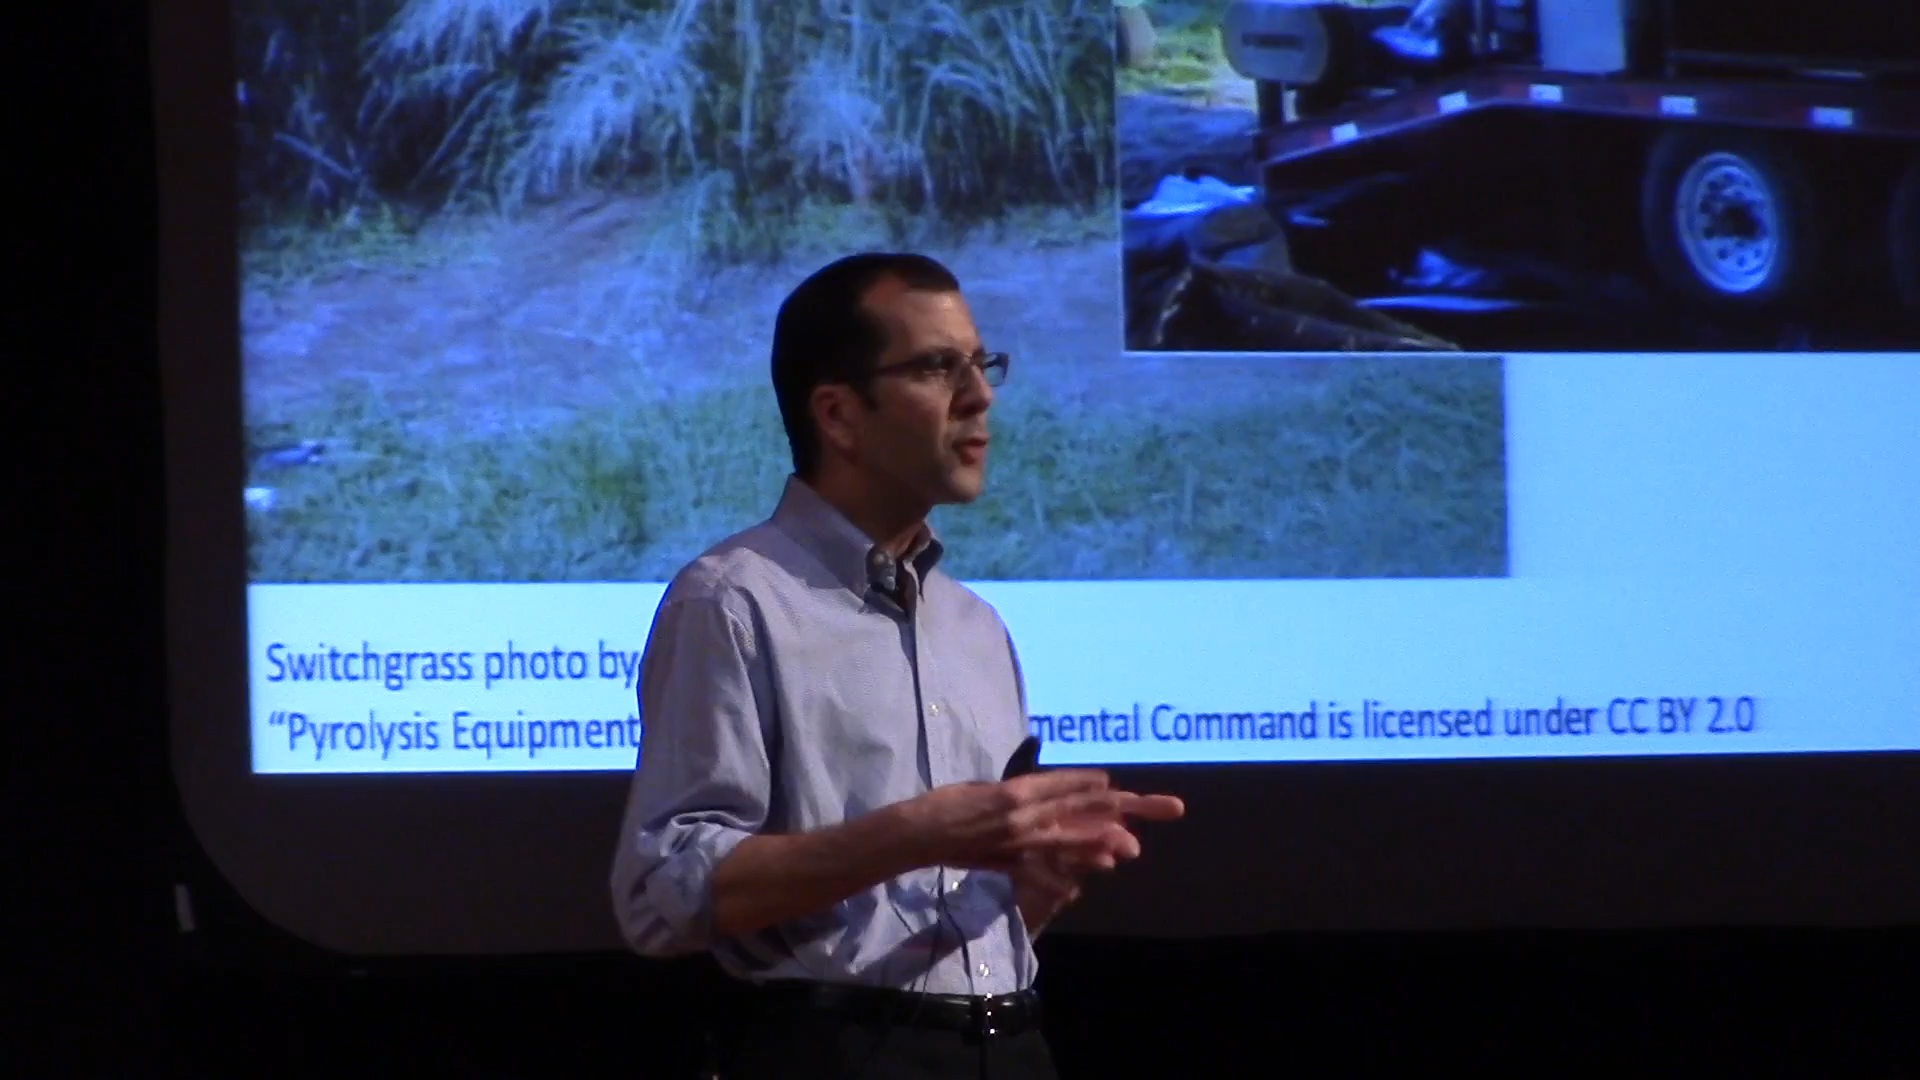 Switchgrass photo by
“Pyrolysis Equipment mental Command is licensed under CC BY 2.0